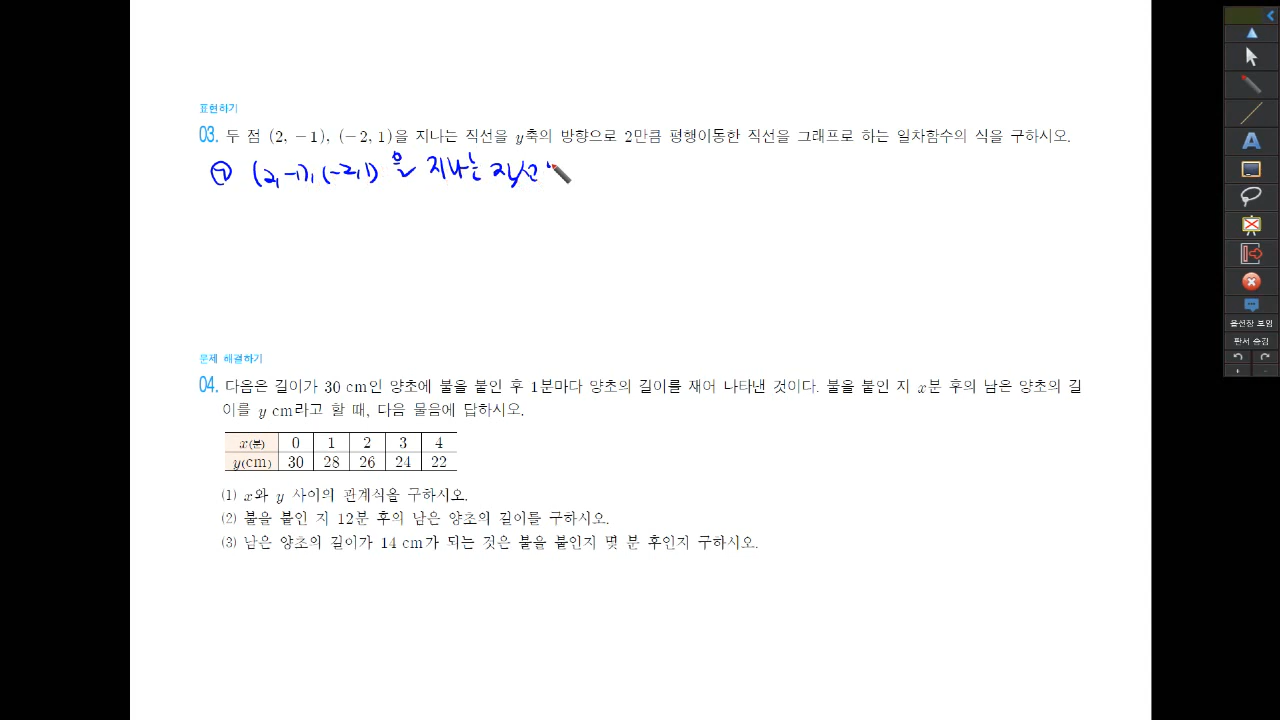 표현하기
03. 두 점 (2, −1), (−2, 1)을 지나는 직선을 y축의 방향으로 2만큼 평행이동한 직선을 그래프로 하는 일차함수의 식을 구하시오.
㉠ (2, −1), (−2, 1) 을 지나는 직선
문제 해결하기
04. 다음은 길이가 30 cm인 양초에 불을 붙인 후 1분마다 양초의 길이를 재어 나타낸 것이다. 불을 붙인 지 x분 후의 남은 양초의 길
이를 y cm라고 할 때, 다음 물음에 답하시오.
x(분) 0 1 2 3 4
y(cm) 30 28 26 24 22
(1) x와 y 사이의 관계식을 구하시오.
(2) 불을 붙인 지 12분 후의 남은 양초의 길이를 구하시오.
(3) 남은 양초의 길이가 14 cm가 되는 것은 불을 붙인지 몇 분 후인지 구하시오.
A
옵션창 보임
판서 숨김